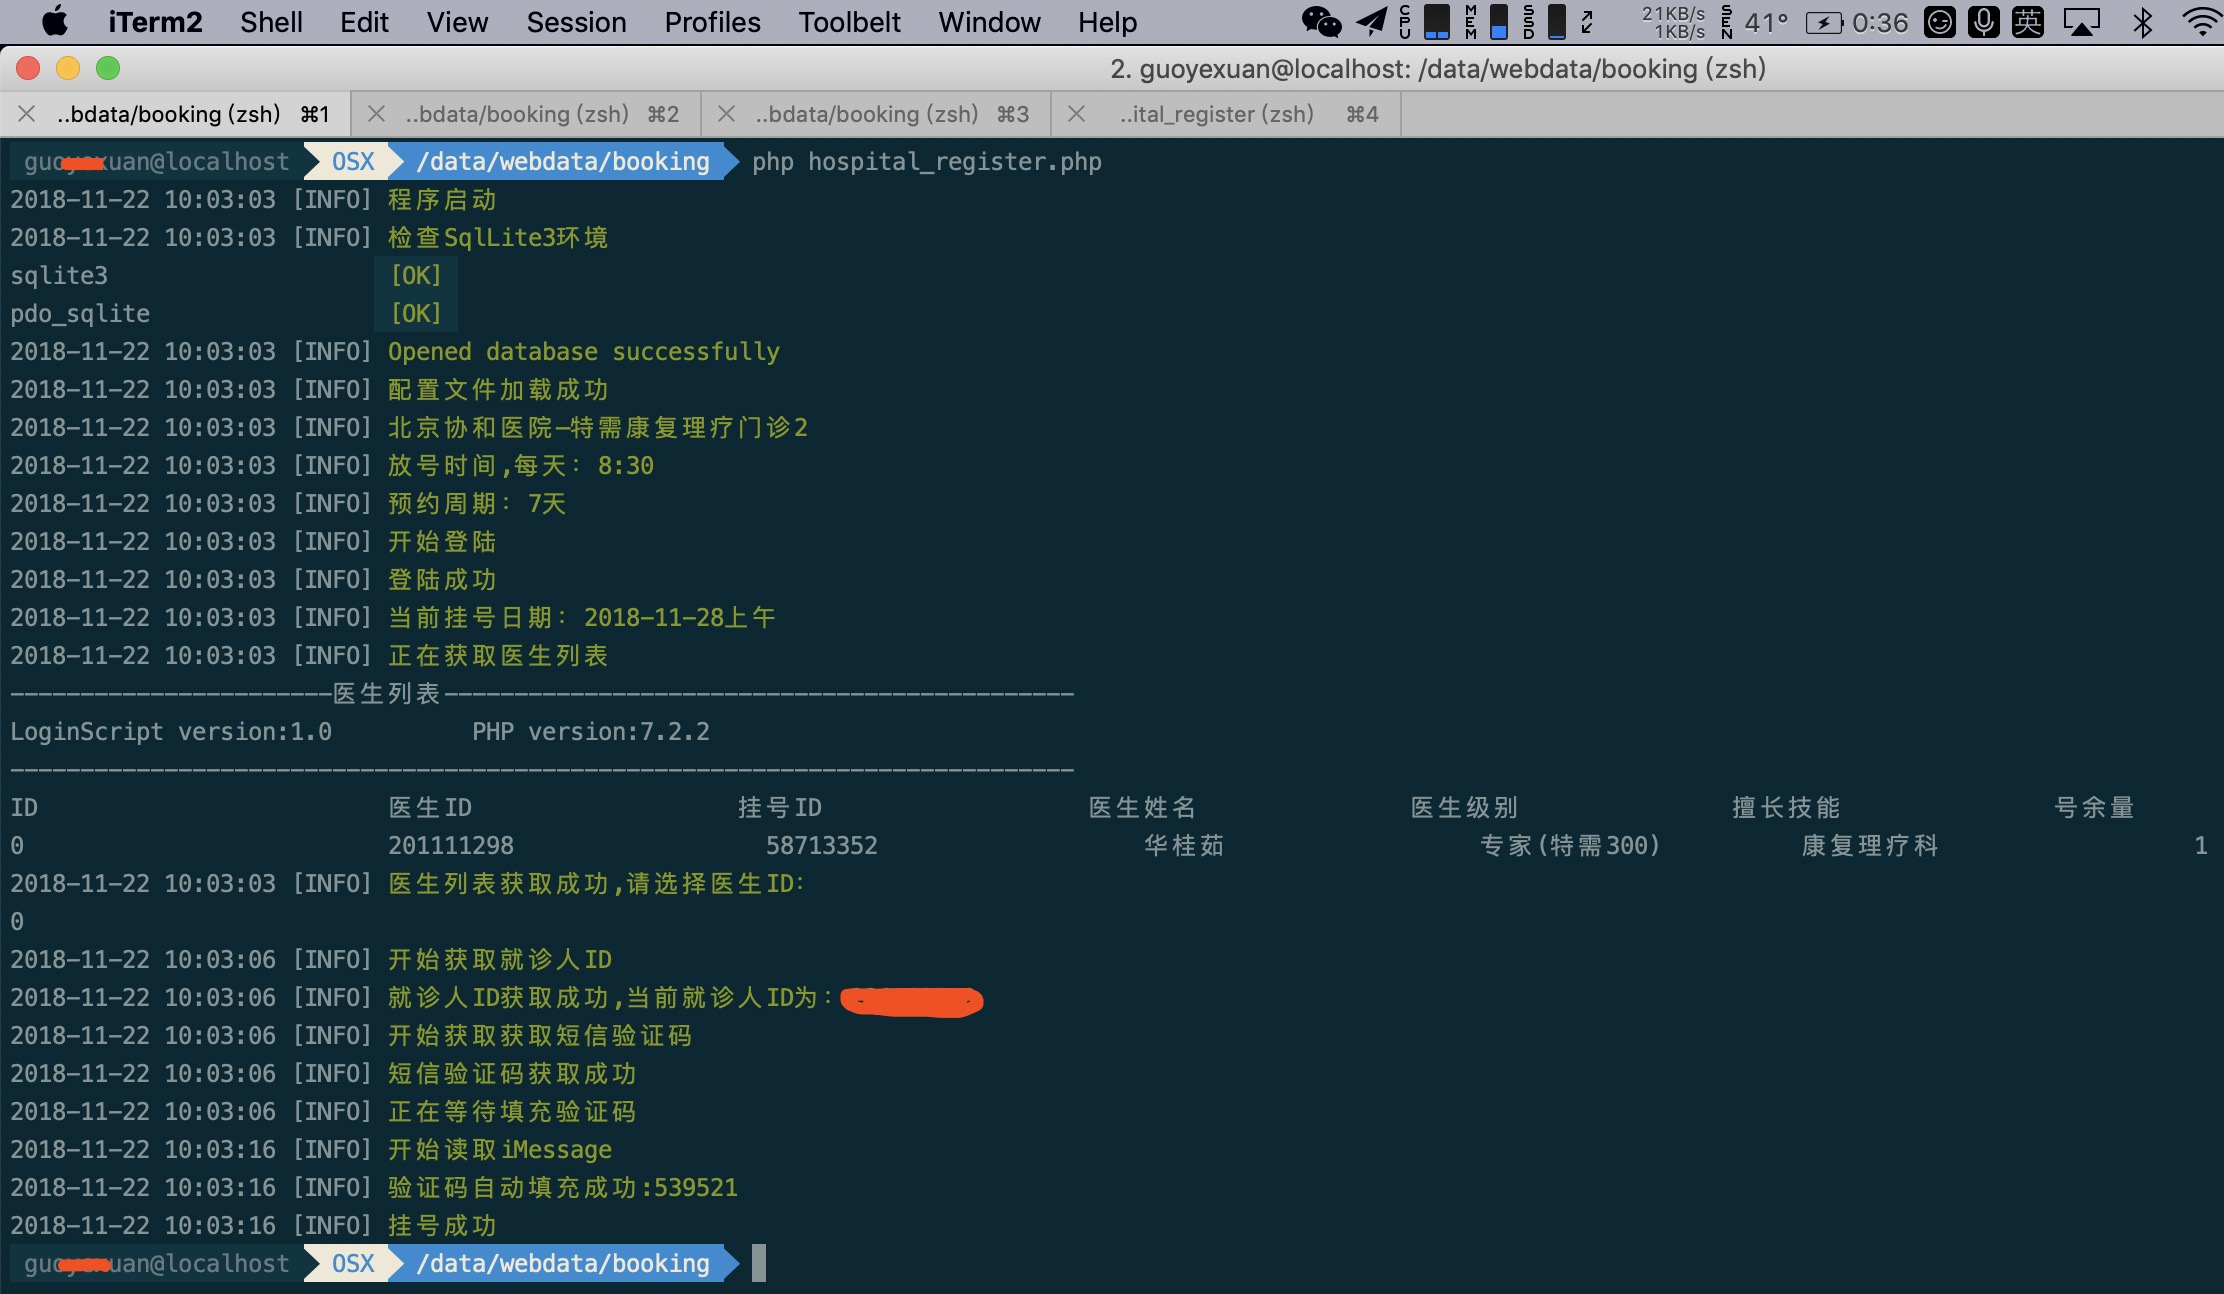 iTerm2 Shell Edit View Session Profiles Toolbelt Window Help CPU MEM SSD 21KB/s 1KB/s SEN 41° 0:36 英
2. guoyexuan@localhost: /data/webdata/booking (zsh)
..bdata/booking (zsh) ⌘1 ..bdata/booking (zsh) ⌘2 ..bdata/booking (zsh) ⌘3 ..ital_register (zsh) ⌘4
guo xuan@localhost OSX /data/webdata/booking php hospital_register.php
2018-11-22 10:03:03 [INFO] 程序启动
2018-11-22 10:03:03 [INFO] 检查SqlLite3环境
sqlite3 [OK]
pdo_sqlite [OK]
2018-11-22 10:03:03 [INFO] Opened database successfully
2018-11-22 10:03:03 [INFO] 配置文件加载成功
2018-11-22 10:03:03 [INFO] 北京协和医院-特需康复理疗门诊2
2018-11-22 10:03:03 [INFO] 放号时间,每天: 8:30
2018-11-22 10:03:03 [INFO] 预约周期: 7天
2018-11-22 10:03:03 [INFO] 开始登陆
2018-11-22 10:03:03 [INFO] 登陆成功
2018-11-22 10:03:03 [INFO] 当前挂号日期: 2018-11-28上午
2018-11-22 10:03:03 [INFO] 正在获取医生列表
-----------------------医生列表---------------------------------------------
LoginScript version:1.0 PHP version:7.2.2
----------------------------------------------------------------------------
ID 医生ID 挂号ID 医生姓名 医生级别 擅长技能 号余量
0 201111298 58713352 华桂茹 专家(特需300) 康复理疗科 1
2018-11-22 10:03:03 [INFO] 医生列表获取成功,请选择医生ID:
0
2018-11-22 10:03:06 [INFO] 开始获取就诊人ID
2018-11-22 10:03:06 [INFO] 就诊人ID获取成功,当前就诊人ID为:
2018-11-22 10:03:06 [INFO] 开始获取获取短信验证码
2018-11-22 10:03:06 [INFO] 短信验证码获取成功
2018-11-22 10:03:06 [INFO] 正在等待填充验证码
2018-11-22 10:03:16 [INFO] 开始读取iMessage
2018-11-22 10:03:16 [INFO] 验证码自动填充成功:539521
2018-11-22 10:03:16 [INFO] 挂号成功
guo uan@localhost OSX /data/webdata/booking